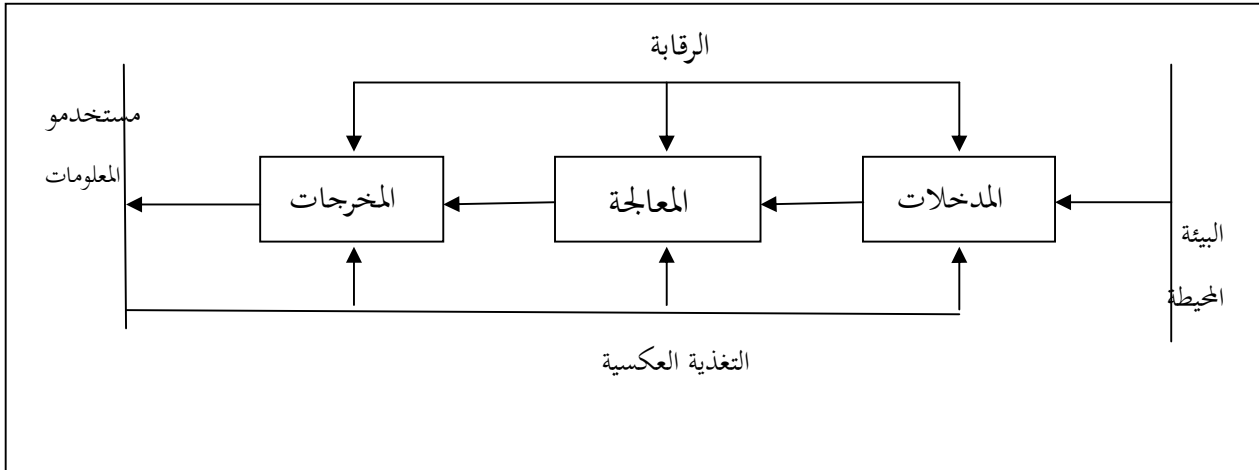 الرقابة
البيئة
المحيطة
المدخلات
المعالجة
المخرجات
مستخدمو
المعلومات
التغذية العكسية